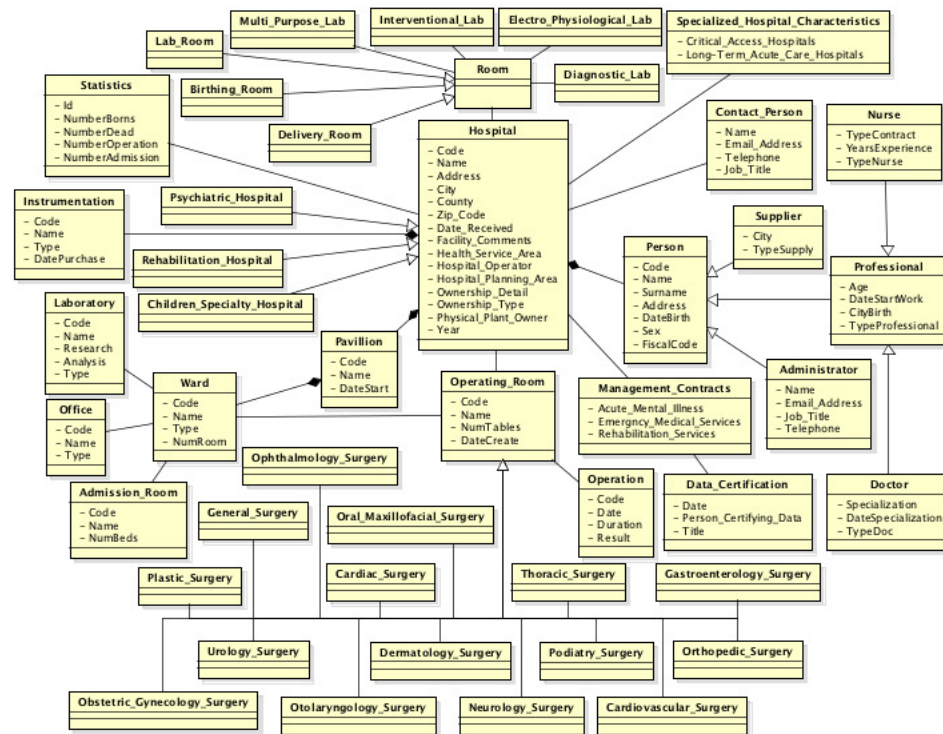 Multi_Purpose_Lab
Interventional_Lab
Electro_Physiological_Lab
Specialized_Hospital_Characteristics
- Critical_Access_Hospitals
- Long-Term_Acute_Care_Hospitals
Lab_Room
Room
Diagnostic_Lab
Birthing_Room
Delivery_Room
Statistics
- Id
- NumberBorns
- NumberDead
- NumberOperation
- NumberAdmission
Hospital
- Code
- Name
- Address
- City
- County
- Zip_Code
- Date_Received
- Facility_Comments
- Health_Service_Area
- Hospital_Operator
- Hospital_Planning_Area
- Ownership_Detail
- Ownership_Type
- Physical_Plant_Owner
- Year
Contact_Person
- Name
- Email_Address
- Telephone
- Job_Title
Nurse
- TypeContract
- YearsExperience
- TypeNurse
Instrumentation
- Code
- Name
- Type
- DatePurchase
Psychiatric_Hospital
Rehabilitation_Hospital
Children_Specialty_Hospital
Supplier
- City
- TypeSupply
Person
- Code
- Name
- Surname
- Address
- DateBirth
- Sex
- FiscalCode
Professional
- Age
- DateStartWork
- CityBirth
- TypeProfessional
Laboratory
- Code
- Name
- Research
- Analysis
- Type
Pavillion
- Code
- Name
- DateStart
Ward
- Code
- Name
- Type
- NumRoom
Office
- Code
- Name
- Type
Operating_Room
- Code
- Name
- NumTables
- DateCreate
Management_Contracts
- Acute_Mental_Illness
- Emergncy_Medical_Services
- Rehabilitation_Services
Administrator
- Name
- Email_Address
- Job_Title
- Telephone
Admission_Room
- Code
- Name
- NumBeds
Ophthalmology_Surgery
General_Surgery
Oral_Maxillofacial_Surgery
Operation
- Code
- Date
- Duration
- Result
Data_Certification
- Date
- Person_Certifying_Data
- Title
Doctor
- Specialization
- DateSpecialization
- TypeDoc
Plastic_Surgery
Cardiac_Surgery
Thoracic_Surgery
Gastroenterology_Surgery
Urology_Surgery
Dermatology_Surgery
Podiatry_Surgery
Orthopedic_Surgery
Obstetric_Gynecology_Surgery
Otolaryngology_Surgery
Neurology_Surgery
Cardiovascular_Surgery